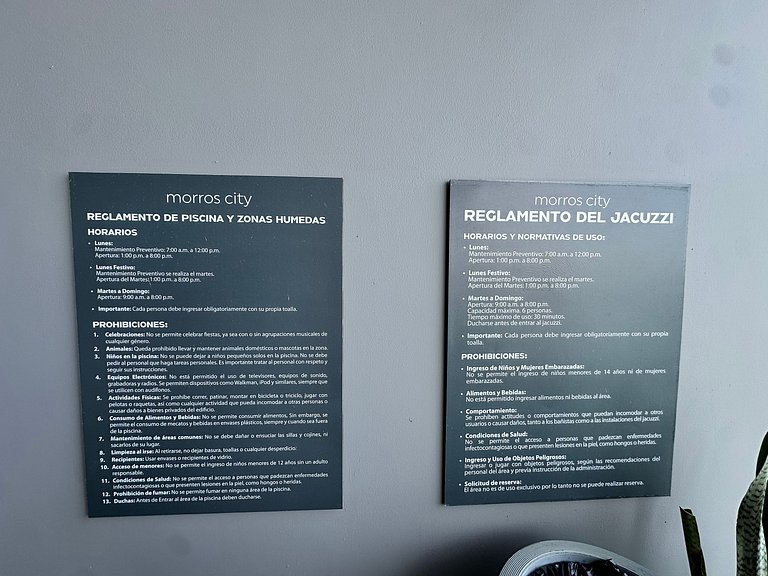 morros city
REGLAMENTO DE PISCINA Y ZONAS HUMEDAS
HORARIOS
• Lunes:
Mantenimiento Preventivo: 7:00 a.m. a 12:00 p.m.
Apertura: 1:00 p.m. a 8:00 p.m.
• Lunes Festivo:
Mantenimiento Preventivo se realiza el martes.
Apertura del Martes:1:00 p.m. a 8:00 p.m.
• Martes a Domingo:
Apertura: 9:00 a.m. a 8:00 p.m.
• Importante: Cada persona debe ingresar obligatoriamente con su propia
toalla.
PROHIBICIONES:
1. Celebraciones: No se permite celebrar fiestas, ya sea con o sin agrupaciones musicales de
cualquier género.
2. Animales: Queda prohibido llevar y mantener animales domésticos o mascotas en la zona.
3. Niños en la piscina: No se puede dejar a niños pequeños solos en la piscina. No se debe
pedir al personal que haga tareas personales. Es importante tratar al personal con respeto y
seguir sus instrucciones.
4. Equipos Electrónicos: No está permitido el uso de televisores, equipos de sonido,
grabadoras y radios. Se permiten dispositivos como Walkman, iPod y similares, siempre que
se utilicen con audífonos.
5. Actividades Físicas: Se prohíbe correr, patinar, montar en bicicleta o triciclo, jugar con
pelotas o raquetas, así como cualquier actividad que pueda incomodar a otras personas o
causar daños a bienes privados del edificio.
6. Consumo de Alimentos y Bebidas: No se permite consumir alimentos, Sin embargo, se
permite el consumo de mecatos y bebidas en envases plásticos, siempre y cuando sea fuera
de la piscina.
7. Mantenimiento de áreas comunes: No se debe dañar o ensuciar las sillas y cojines, ni
sacarlos de su lugar.
8. Limpieza al irse: Al retirarse, no dejar basura, toallas o cualquier desperdicio.
9. Recipientes: Usar envases o recipientes de vidrio.
10. Acceso de menores: No se permite el ingreso de niños menores de 12 años sin un adulto
responsable.
11. Condiciones de Salud: No se permite el acceso a personas que padezcan enfermedades
infectocontagiosas o que presenten lesiones en la piel, como hongos o heridas.
12. Prohibición de fumar: No se permite fumar en ninguna área de la piscina.
13. Duchas: Antes de Entrar al área de la piscina deben ducharse.
morros city
REGLAMENTO DEL JACUZZI
HORARIOS Y NORMATIVAS DE USO:
• Lunes:
Mantenimiento Preventivo: 7:00 a.m. a 12:00 p.m.
Apertura: 1:00 p.m. a 8:00 p.m.
• Lunes Festivo:
Mantenimiento Preventivo se realiza el martes.
Apertura del Martes: 1:00 p.m. a 8:00 p.m.
• Martes a Domingo:
Apertura: 9:00 a.m. a 8:00 p.m.
Capacidad máxima. 6 personas.
Tiempo máximo de uso: 30 minutos.
Ducharse antes de entrar al jacuzzi.
• Importante: Cada persona debe ingresar obligatoriamente con su propia
toalla.
PROHIBICIONES:
• Ingreso de Niños y Mujeres Embarazadas:
No se permite el ingreso de niños menores de 14 años ni de mujeres
embarazadas.
• Alimentos y Bebidas:
No está permitido ingresar alimentos ni bebidas al área.
• Comportamiento:
Se prohíben actitudes o comportamientos que puedan incomodar a otros
usuarios o causar daños, tanto a los bañistas como a las instalaciones del jacuzzi.
• Condiciones de Salud:
No se permite el acceso a personas que padezcan enfermedades
infectocontagiosas o que presenten lesiones en la piel, como hongos o heridas.
• Ingreso y Uso de Objetos Peligrosos:
Ingresar o jugar con objetos peligrosos, según las recomendaciones del
personal del área y previa instrucción de la administración.
• Solicitud de reserva:
El área no es de uso exclusivo por lo tanto no se puede realizar reserva.